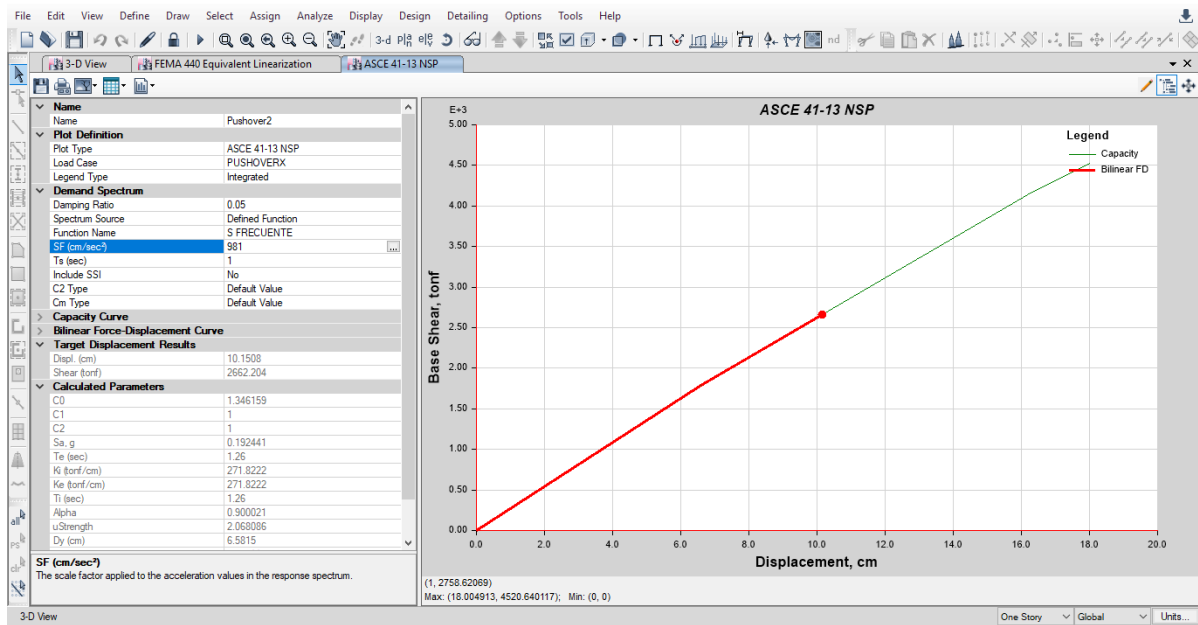 File Edit View Define Draw Select Assign Analyze Display Design Detailing Options Tools Help
3-d nd
3-D View FEMA 440 Equivalent Linearization ASCE 41-13 NSP
Name
Name Pushover2
Plot Definition
Plot Type ASCE 41-13 NSP
Load Case PUSHOVERX
Legend Type Integrated
Demand Spectrum
Damping Ratio 0.05
Spectrum Source Defined Function
Function Name S FRECUENTE
SF (cm/sec²) 981 ...
Ts (sec) 1
Include SSI No
C2 Type Default Value
Cm Type Default Value
Capacity Curve
Bilinear Force-Displacement Curve
Target Displacement Results
Displ. (cm) 10.1508
Shear (tonf) 2662.204
Calculated Parameters
C0 1.346159
C1 1
C2 1
Sa, g 0.192441
Te (sec) 1.26
Ki (tonf/cm) 271.8222
Ke (tonf/cm) 271.8222
Ti (sec) 1.26
Alpha 0.900021
uStrength 2.068086
Dy (cm) 6.5815
SF (cm/sec²)
The scale factor applied to the acceleration values in the response spectrum.
all
PS
clr
ASCE 41-13 NSP
E+3
5.00
4.50
4.00
3.50
3.00
2.50
2.00
1.50
1.00
0.50
0.00
Base Shear, tonf
Legend
Capacity
Bilinear FD
0.0 2.0 4.0 6.0 8.0 10.0 12.0 14.0 16.0 18.0 20.0
Displacement, cm
(1, 2758.62069)
Max: (18.004913, 4520.640117); Min: (0, 0)
3-D View One Story Global Units...